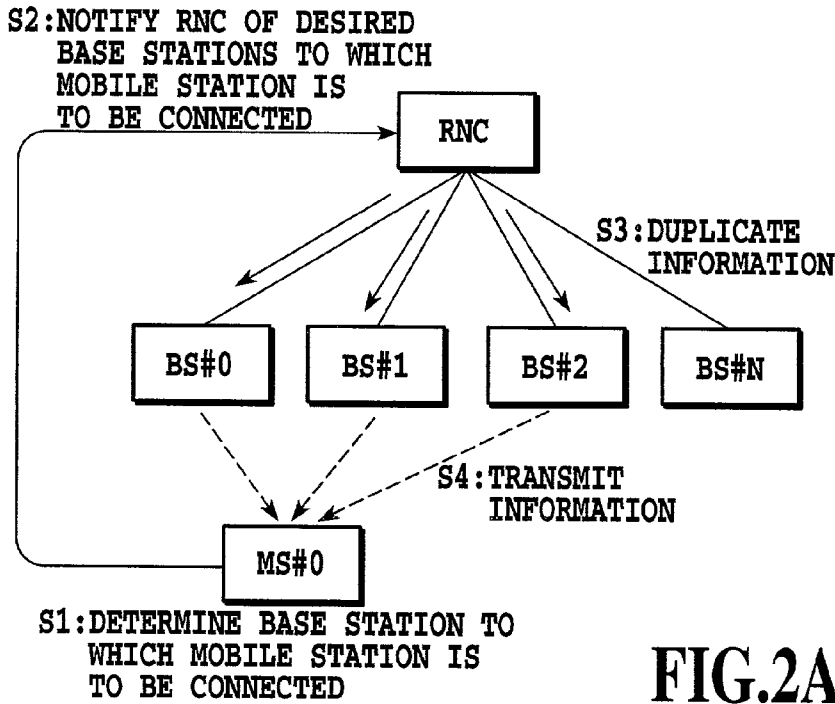 S2:NOTIFY RNC OF DESIRED
BASE STATIONS TO WHICH
MOBILE STATION IS
TO BE CONNECTED
RNC
S3:DUPLICATE
INFORMATION
BS#0
BS#1
BS#2
BS#N
S4:TRANSMIT
INFORMATION
MS#0
S1:DETERMINE BASE STATION TO
WHICH MOBILE STATION IS
TO BE CONNECTED
FIG.2A